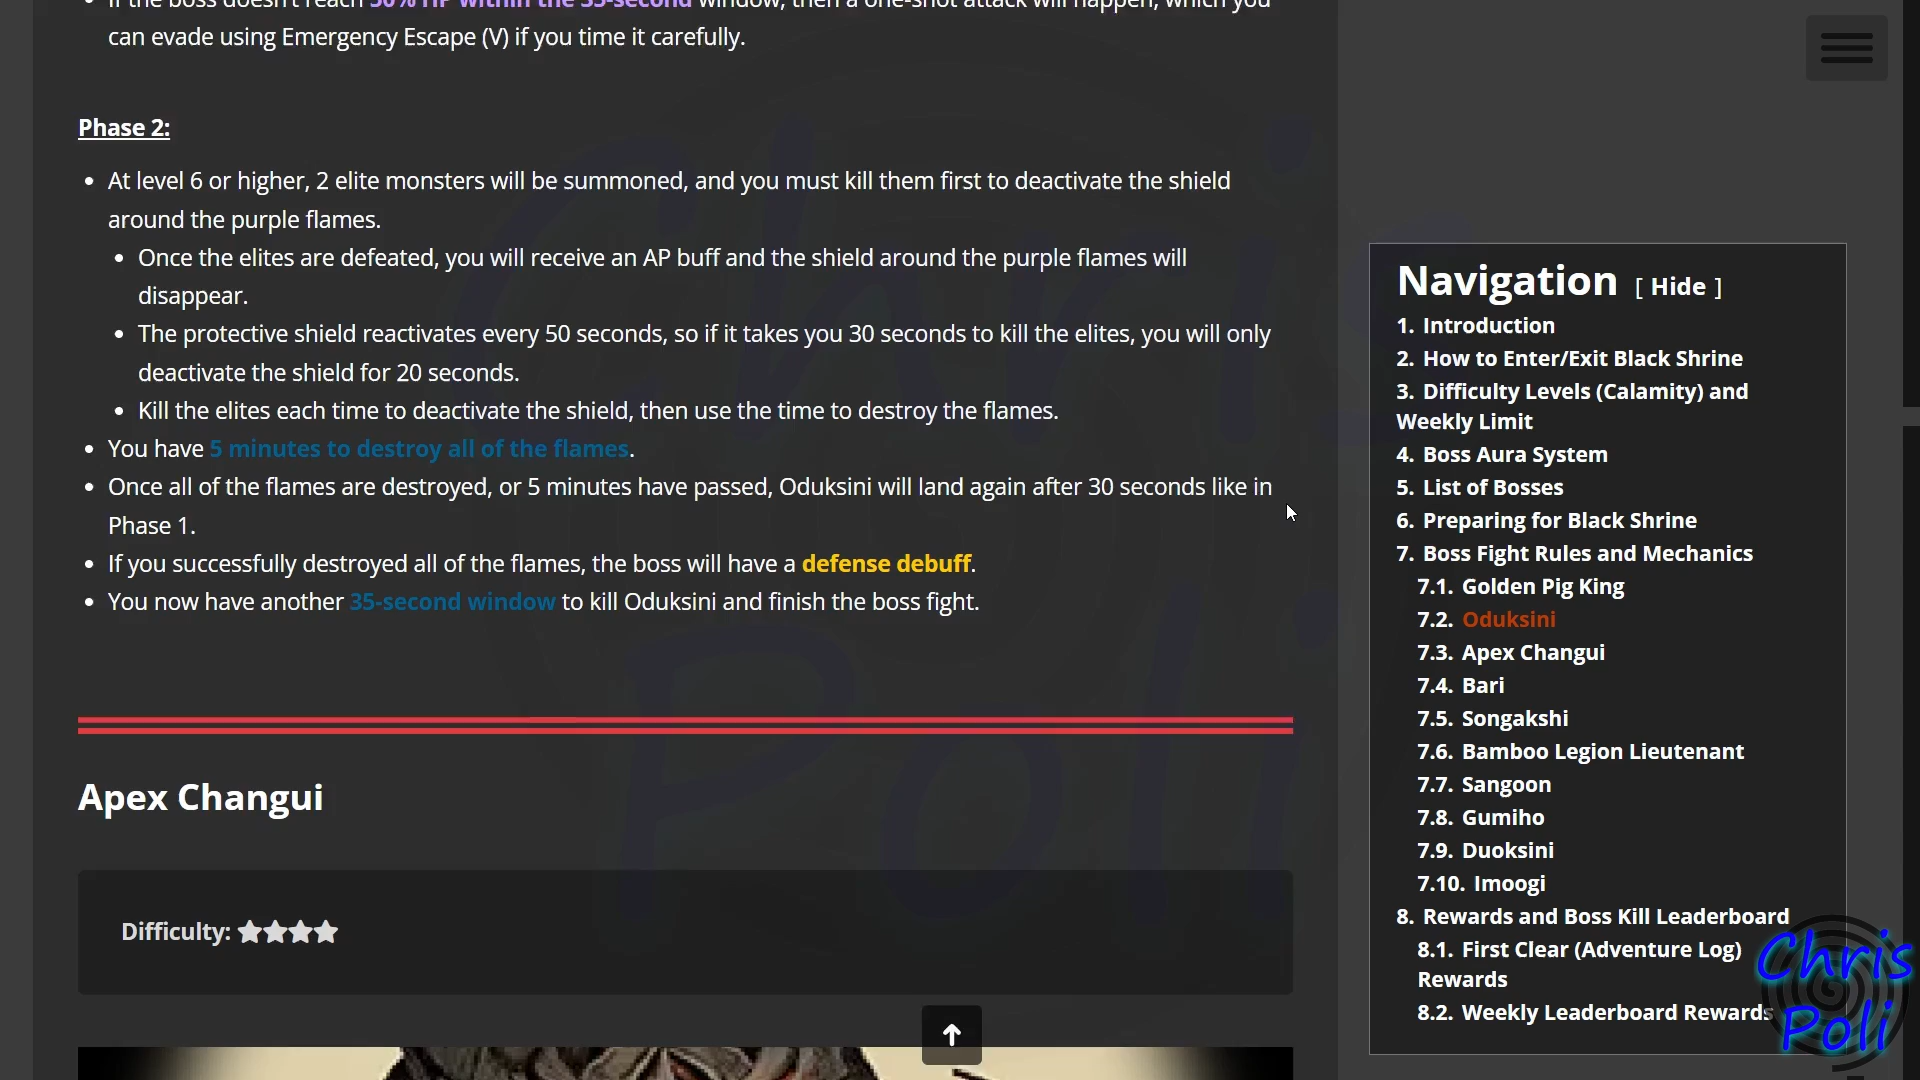 If the boss doesn't reach 50% HP within the 35-second window, then a one-shot attack will happen, which you
can evade using Emergency Escape (V) if you time it carefully.
Phase 2:
At level 6 or higher, 2 elite monsters will be summoned, and you must kill them first to deactivate the shield
around the purple flames.
Once the elites are defeated, you will receive an AP buff and the shield around the purple flames will
disappear.
The protective shield reactivates every 50 seconds, so if it takes you 30 seconds to kill the elites, you will only
deactivate the shield for 20 seconds.
Kill the elites each time to deactivate the shield, then use the time to destroy the flames.
You have 5 minutes to destroy all of the flames.
Once all of the flames are destroyed, or 5 minutes have passed, Oduksini will land again after 30 seconds like in
Phase 1.
If you successfully destroyed all of the flames, the boss will have a defense debuff.
You now have another 35-second window to kill Oduksini and finish the boss fight.
Apex Changui
Difficulty:
Navigation [ Hide ]
1. Introduction
2. How to Enter/Exit Black Shrine
3. Difficulty Levels (Calamity) and
Weekly Limit
4. Boss Aura System
5. List of Bosses
6. Preparing for Black Shrine
7. Boss Fight Rules and Mechanics
7.1. Golden Pig King
7.2. Oduksini
7.3. Apex Changui
7.4. Bari
7.5. Songakshi
7.6. Bamboo Legion Lieutenant
7.7. Sangoon
7.8. Gumiho
7.9. Duoksini
7.10. Imoogi
8. Rewards and Boss Kill Leaderboard
8.1. First Clear (Adventure Log)
Rewards
8.2. Weekly Leaderboard Rewards
Chris
Poli
Chris
Poli